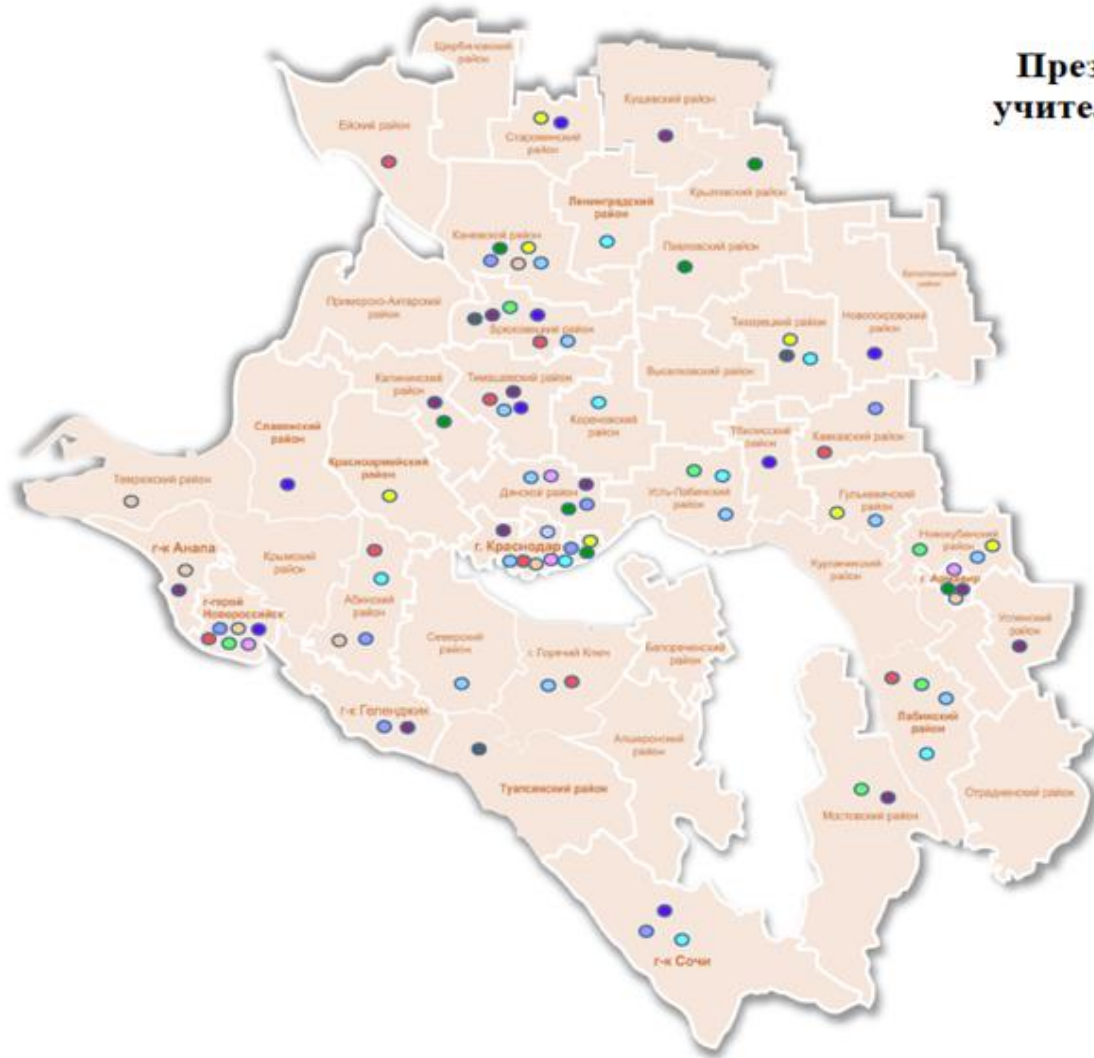 През
учител
Щербиновский
район
Кущевский район
Ейский район
Староминский
район
Крыловский район
Ленинградский
район
Каневской район
Павловский район
Приморско-Ахтарский
район
Новопокровский
район
Тихорецкий район
Брюховецкий район
Калининский
район
Тимашевский район
Выселковский район
Кореновский
район
Тбилисский
район
Кавказский район
Славянский
район
Красноармейский
район
Динской район
Усть-Лабинский
район
Гулькевичский
район
Темрюкский район
Новокубанский
район
г. Краснодар
г-к Анапа
Крымский
район
Курганинский
район
г. Армавир
г-герой
Новороссийск
Абинский
район
Успенский
район
Северский
район
г. Горячий Ключ
Белореченский
район
г-к Геленджик
Лабинский
район
Апшеронский
район
Туапсинский район
Отрадненский район
Мостовский район
г-к Сочи